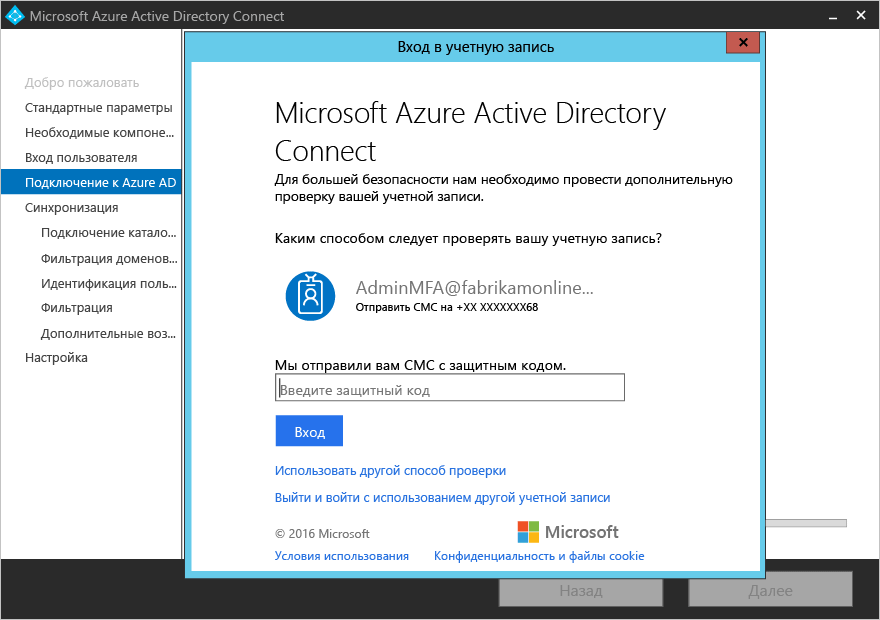 Microsoft Azure Active Directory Connect
Добро пожаловать
Стандартные параметры
Необходимые компоне...
Вход пользователя
Подключение к Azure AD
Синхронизация
Подключение катало...
Фильтрация доменов...
Идентификация поль...
Фильтрация
Дополнительные воз...
Настройка
Вход в учетную запись
Microsoft Azure Active Directory
Connect
Для большей безопасности нам необходимо провести дополнительную
проверку вашей учетной записи.
Каким способом следует проверять вашу учетную запись?
AdminMFA@fabrikamonline...
Отправить СМС на +XX XXXXXXX68
Мы отправили вам СМС с защитным кодом.
Введите защитный код
Вход
Использовать другой способ проверки
Выйти и войти с использованием другой учетной записи
© 2016 Microsoft
Microsoft
Условия использования
Конфиденциальность и файлы cookie
Назад
Далее